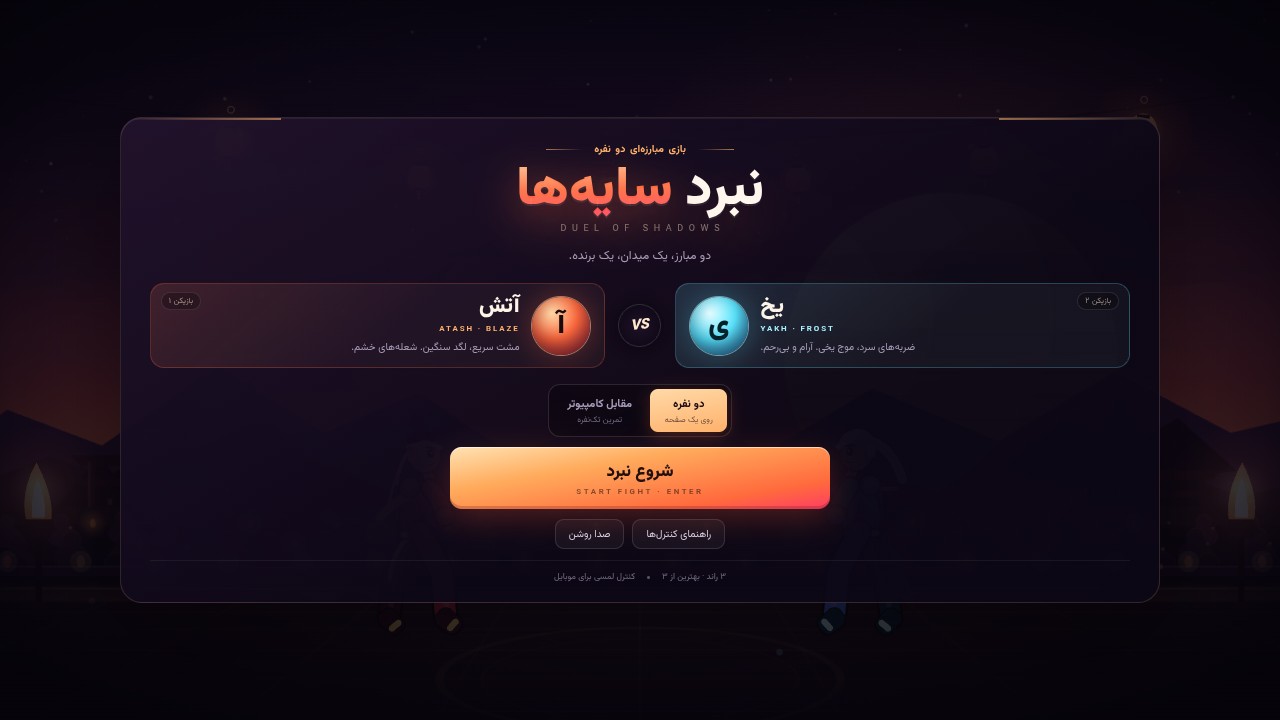 بازی مبارزه‌ای دو نفره
نبرد سایه‌ها
DUEL OF SHADOWS
دو مبارز، یک میدان، یک برنده.
ی
یخ
YAKH · FROST
ضربه‌های سرد، موج یخی. آرام و بی‌رحم.
بازیکن ۲
VS
آ
آتش
ATASH · BLAZE
مشت سریع، لگد سنگین. شعله‌های خشم.
بازیکن ۱
دو نفره
روی یک صفحه
مقابل کامپیوتر
تمرین تک‌نفره
شروع نبرد
START FIGHT · ENTER
راهنمای کنترل‌ها
صدا روشن
۳ راند · بهترین از ۳ • کنترل لمسی برای موبایل